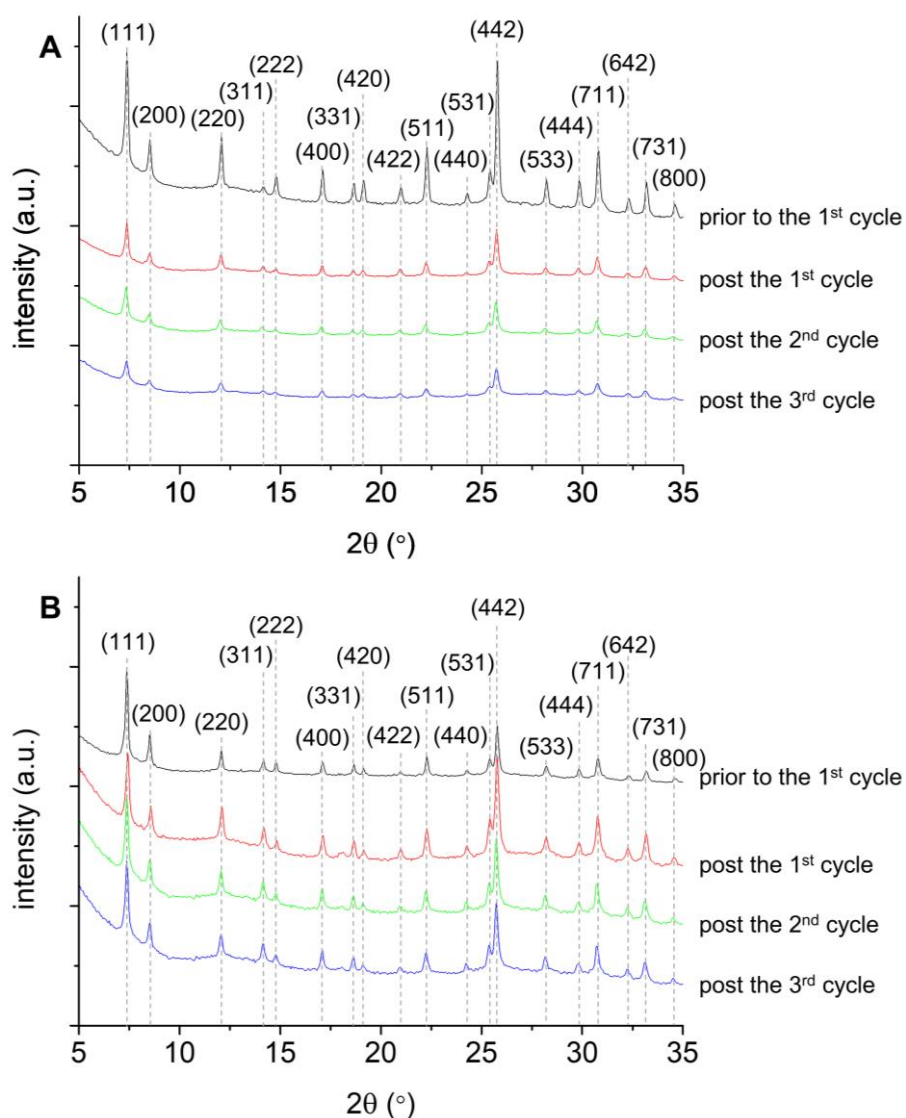 A
(111)
(200)
(220)
(311)
(222)
(400)
(331)
(420)
(422)
(511)
(440)
(531)
(442)
(533)
(444)
(711)
(642)
(731)
(800)
prior to the 1st cycle
post the 1st cycle
post the 2nd cycle
post the 3rd cycle
intensity (a.u.)
5 10 15 20 25 30 35
2θ (°)
B
(111)
(200)
(220)
(311)
(222)
(400)
(331)
(420)
(422)
(511)
(440)
(531)
(442)
(533)
(444)
(711)
(642)
(731)
(800)
prior to the 1st cycle
post the 1st cycle
post the 2nd cycle
post the 3rd cycle
intensity (a.u.)
5 10 15 20 25 30 35
2θ (°)